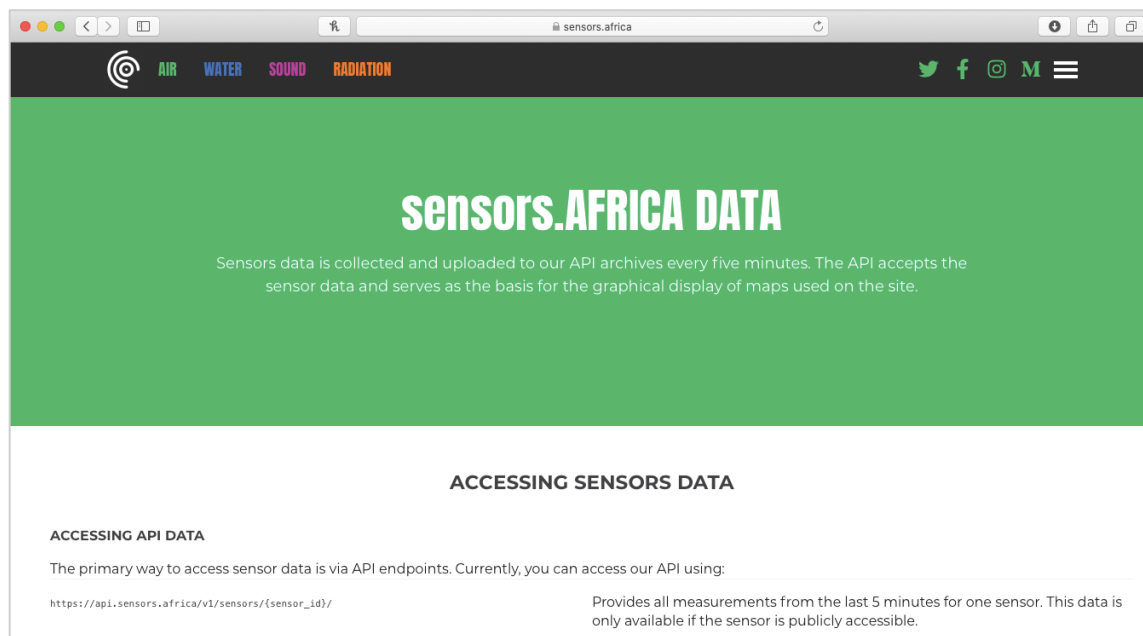 sensors.africa
AIR WATER SOUND RADIATION
sensors.AFRICA DATA
Sensors data is collected and uploaded to our API archives every five minutes. The API accepts the
sensor data and serves as the basis for the graphical display of maps used on the site.
ACCESSING SENSORS DATA
ACCESSING API DATA
The primary way to access sensor data is via API endpoints. Currently, you can access our API using:
https://api.sensors.africa/v1/sensors/{sensor_id}/
Provides all measurements from the last 5 minutes for one sensor. This data is
only available if the sensor is publicly accessible.